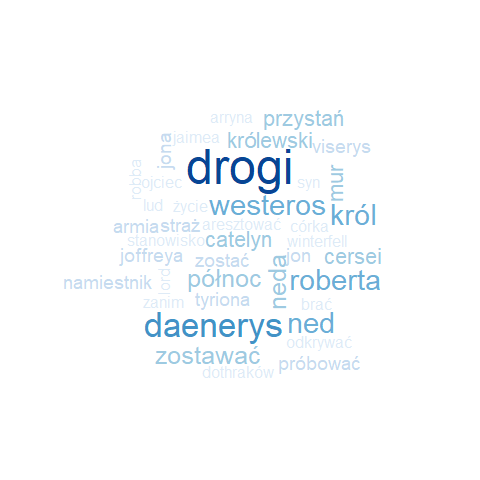 arryna
przystań
jaimea
królewski
viserys
jona
robba
drogi
ojciec
syn
mur
lud
życie
westeros
król
armia
straż
aresztować
córka
stanowisko
catelyn
winterfell
joffreya
zostać
jon
cersei
namiestnik
lord
północ
neda
roberta
zanim
tyriona
brać
daenerys
ned
odkrywać
zostawać
próbować
dothraków